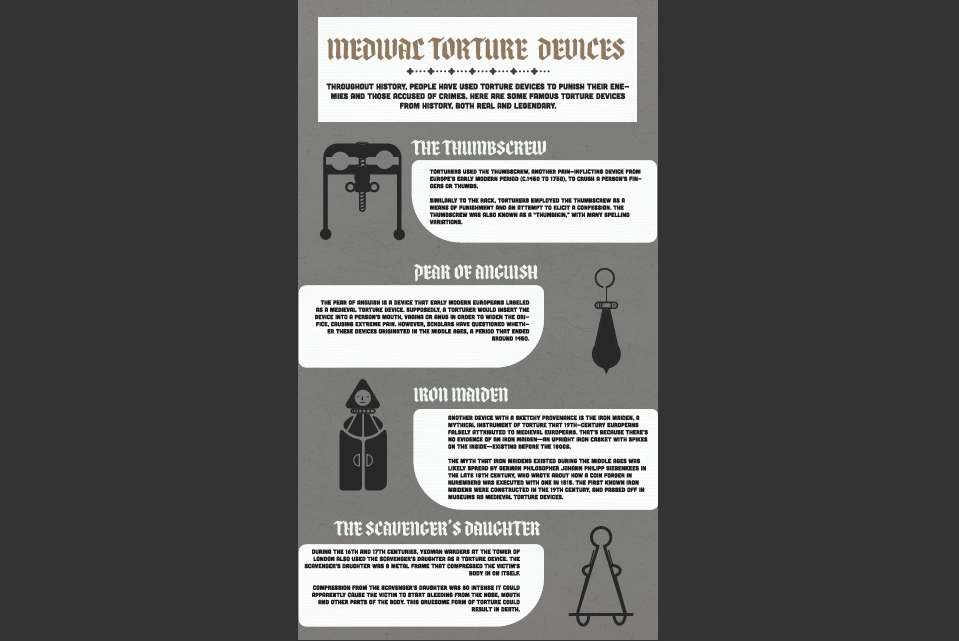 MEDIVAL TORTURE DEVICES
THROUGHOUT HISTORY, PEOPLE HAVE USED TORTURE DEVICES TO PUNISH THEIR ENE-
MIES AND THOSE ACCUSED OF CRIMES. HERE ARE SOME FAMOUS TORTURE DEVICES
FROM HISTORY, BOTH REAL AND LEGENDARY.
THE THUMBSCREW
TORTURERS USED THE THUMBSCREW, ANOTHER PAIN-INFLICTING DEVICE FROM
EUROPE'S EARLY MODERN PERIOD (C.1450 TO 1750), TO CRUSH A PERSON'S FIN-
GERS OR THUMBS.
SIMILARLY TO THE RACK, TORTURERS EMPLOYED THE THUMBSCREW AS A
MEANS OF PUNISHMENT AND AN ATTEMPT TO ELICIT A CONFESSION. THE
THUMBSCREW WAS ALSO KNOWN AS A "THUMBIKIN," WITH MANY SPELLING
VARIATIONS.
PEAR OF ANGUISH
THE PEAR OF ANGUISH IS A DEVICE THAT EARLY MODERN EUROPEANS LABELED
AS A MEDIEVAL TORTURE DEVICE. SUPPOSEDLY, A TORTURER WOULD INSERT THE
DEVICE INTO A PERSON'S MOUTH, VAGINA OR ANUS IN ORDER TO WIDEN THE ORI-
FICE, CAUSING EXTREME PAIN. HOWEVER, SCHOLARS HAVE QUESTIONED WHETH-
ER THESE DEVICES ORIGINATED IN THE MIDDLE AGES, A PERIOD THAT ENDED
AROUND 1450.
IRON MAIDEN
ANOTHER DEVICE WITH A SKETCHY PROVENANCE IS THE IRON MAIDEN, A
MYTHICAL INSTRUMENT OF TORTURE THAT 19TH-CENTURY EUROPEANS
FALSELY ATTRIBUTED TO MEDIEVAL EUROPEANS. THAT'S BECAUSE THERE'S
NO EVIDENCE OF AN IRON MAIDEN—AN UPRIGHT IRON CASKET WITH SPIKES
ON THE INSIDE—EXISTING BEFORE THE 1800S.
THE MYTH THAT IRON MAIDENS EXISTED DURING THE MIDDLE AGES WAS
LIKELY SPREAD BY GERMAN PHILOSOPHER JOHANN PHILIPP SIEBENKEES IN
THE LATE 18TH CENTURY, WHO WROTE ABOUT HOW A COIN FORGER IN
NUREMBERG WAS EXECUTED WITH ONE IN 1515. THE FIRST KNOWN IRON
MAIDENS WERE CONSTRUCTED IN THE 19TH CENTURY, AND PASSED OFF IN
MUSEUMS AS MEDIEVAL TORTURE DEVICES.
THE SCAVENGER'S DAUGHTER
DURING THE 16TH AND 17TH CENTURIES, YEOMAN WARDENS AT THE TOWER OF
LONDON ALSO USED THE SCAVENGER'S DAUGHTER AS A TORTURE DEVICE. THE
SCAVENGER'S DAUGHTER WAS A METAL FRAME THAT COMPRESSED THE VICTIM'S
BODY IN ON ITSELF.
COMPRESSION FROM THE SCAVENGER'S DAUGHTER WAS SO INTENSE IT COULD
APPARENTLY CAUSE THE VICTIM TO START BLEEDING FROM THE NOSE, MOUTH
AND OTHER PARTS OF THE BODY. THIS GRUESOME FORM OF TORTURE COULD
RESULT IN DEATH.